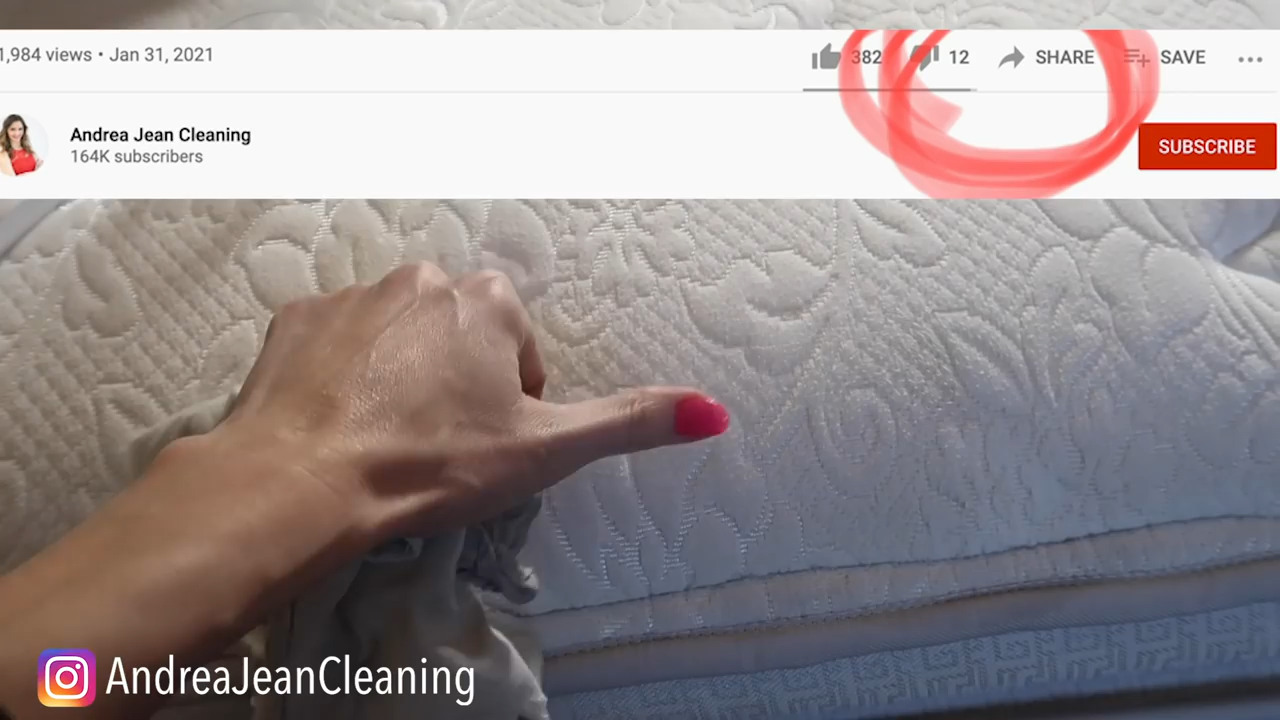 1,984 views • Jan 31, 2021
382 12 SHARE SAVE
Andrea Jean Cleaning
164K subscribers
SUBSCRIBE
AndreaJeanCleaning